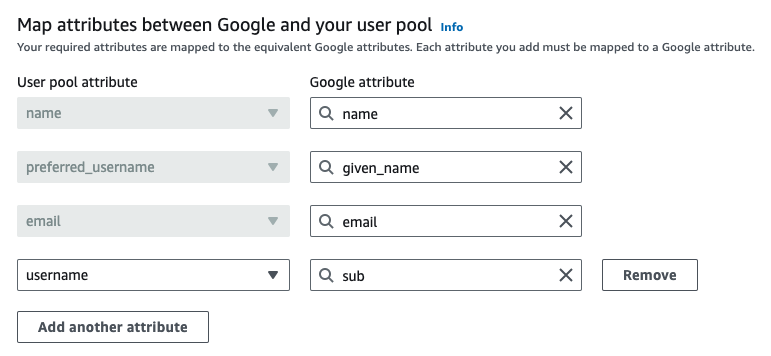 Map attributes between Google and your user pool Info
Your required attributes are mapped to the equivalent Google attributes. Each attribute you add must be mapped to a Google attribute.
User pool attribute Google attribute
name name
preferred_username given_name
email email
username sub Remove
Add another attribute